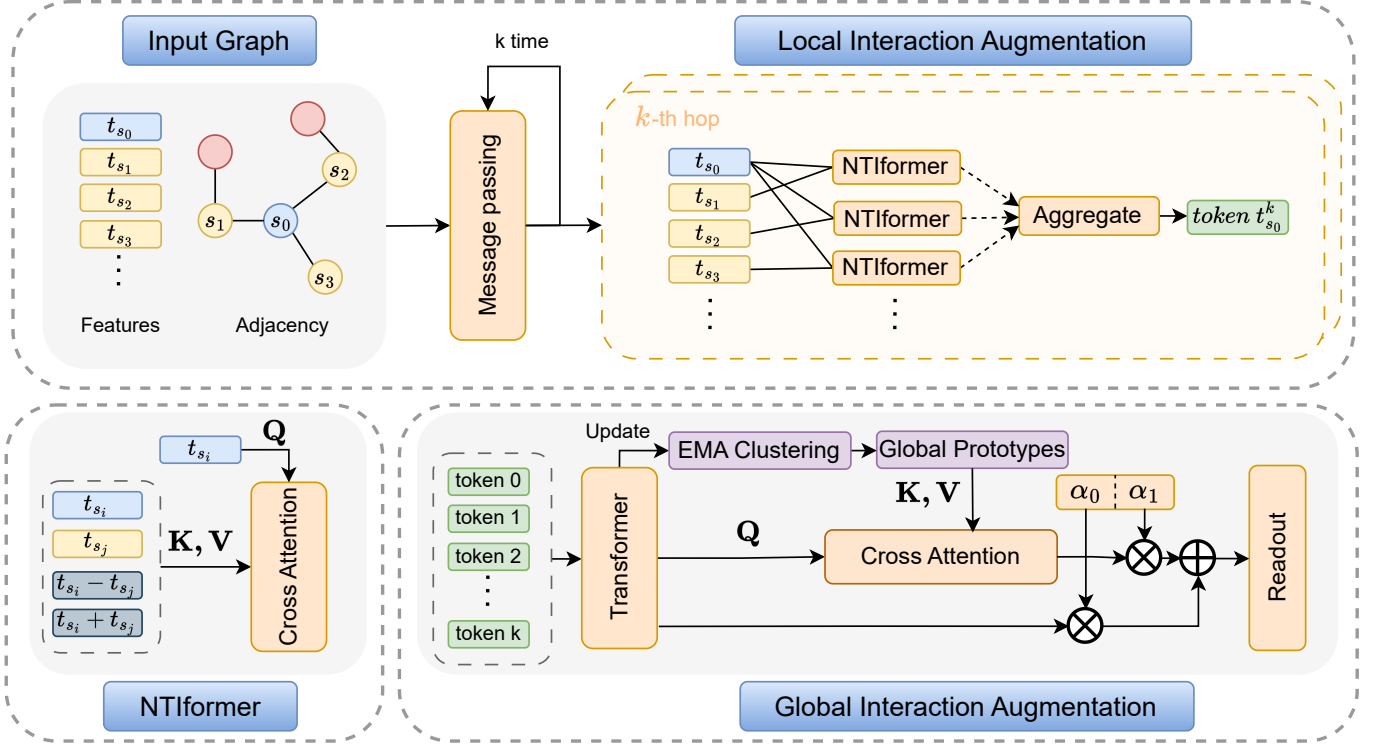 Input Graph
Local Interaction Augmentation
k time
t_{s_0}
t_{s_1}
t_{s_2}
t_{s_3}
⋮
s_2
s_1
s_0
s_3
Features
Adjacency
Message passing
k-th hop
t_{s_0}
t_{s_1}
t_{s_2}
t_{s_3}
⋮
NTIformer
NTIformer
NTIformer
⋮
Aggregate
token t_{s_0}^k
Q
t_{s_i}
t_{s_i}
t_{s_j}
t_{s_i} − t_{s_j}
t_{s_i} + t_{s_j}
K, V
Cross Attention
NTIformer
token 0
token 1
token 2
⋮
token k
Transformer
Update
EMA Clustering
Global Prototypes
K, V
Q
Cross Attention
α_0
α_1
Readout
Global Interaction Augmentation